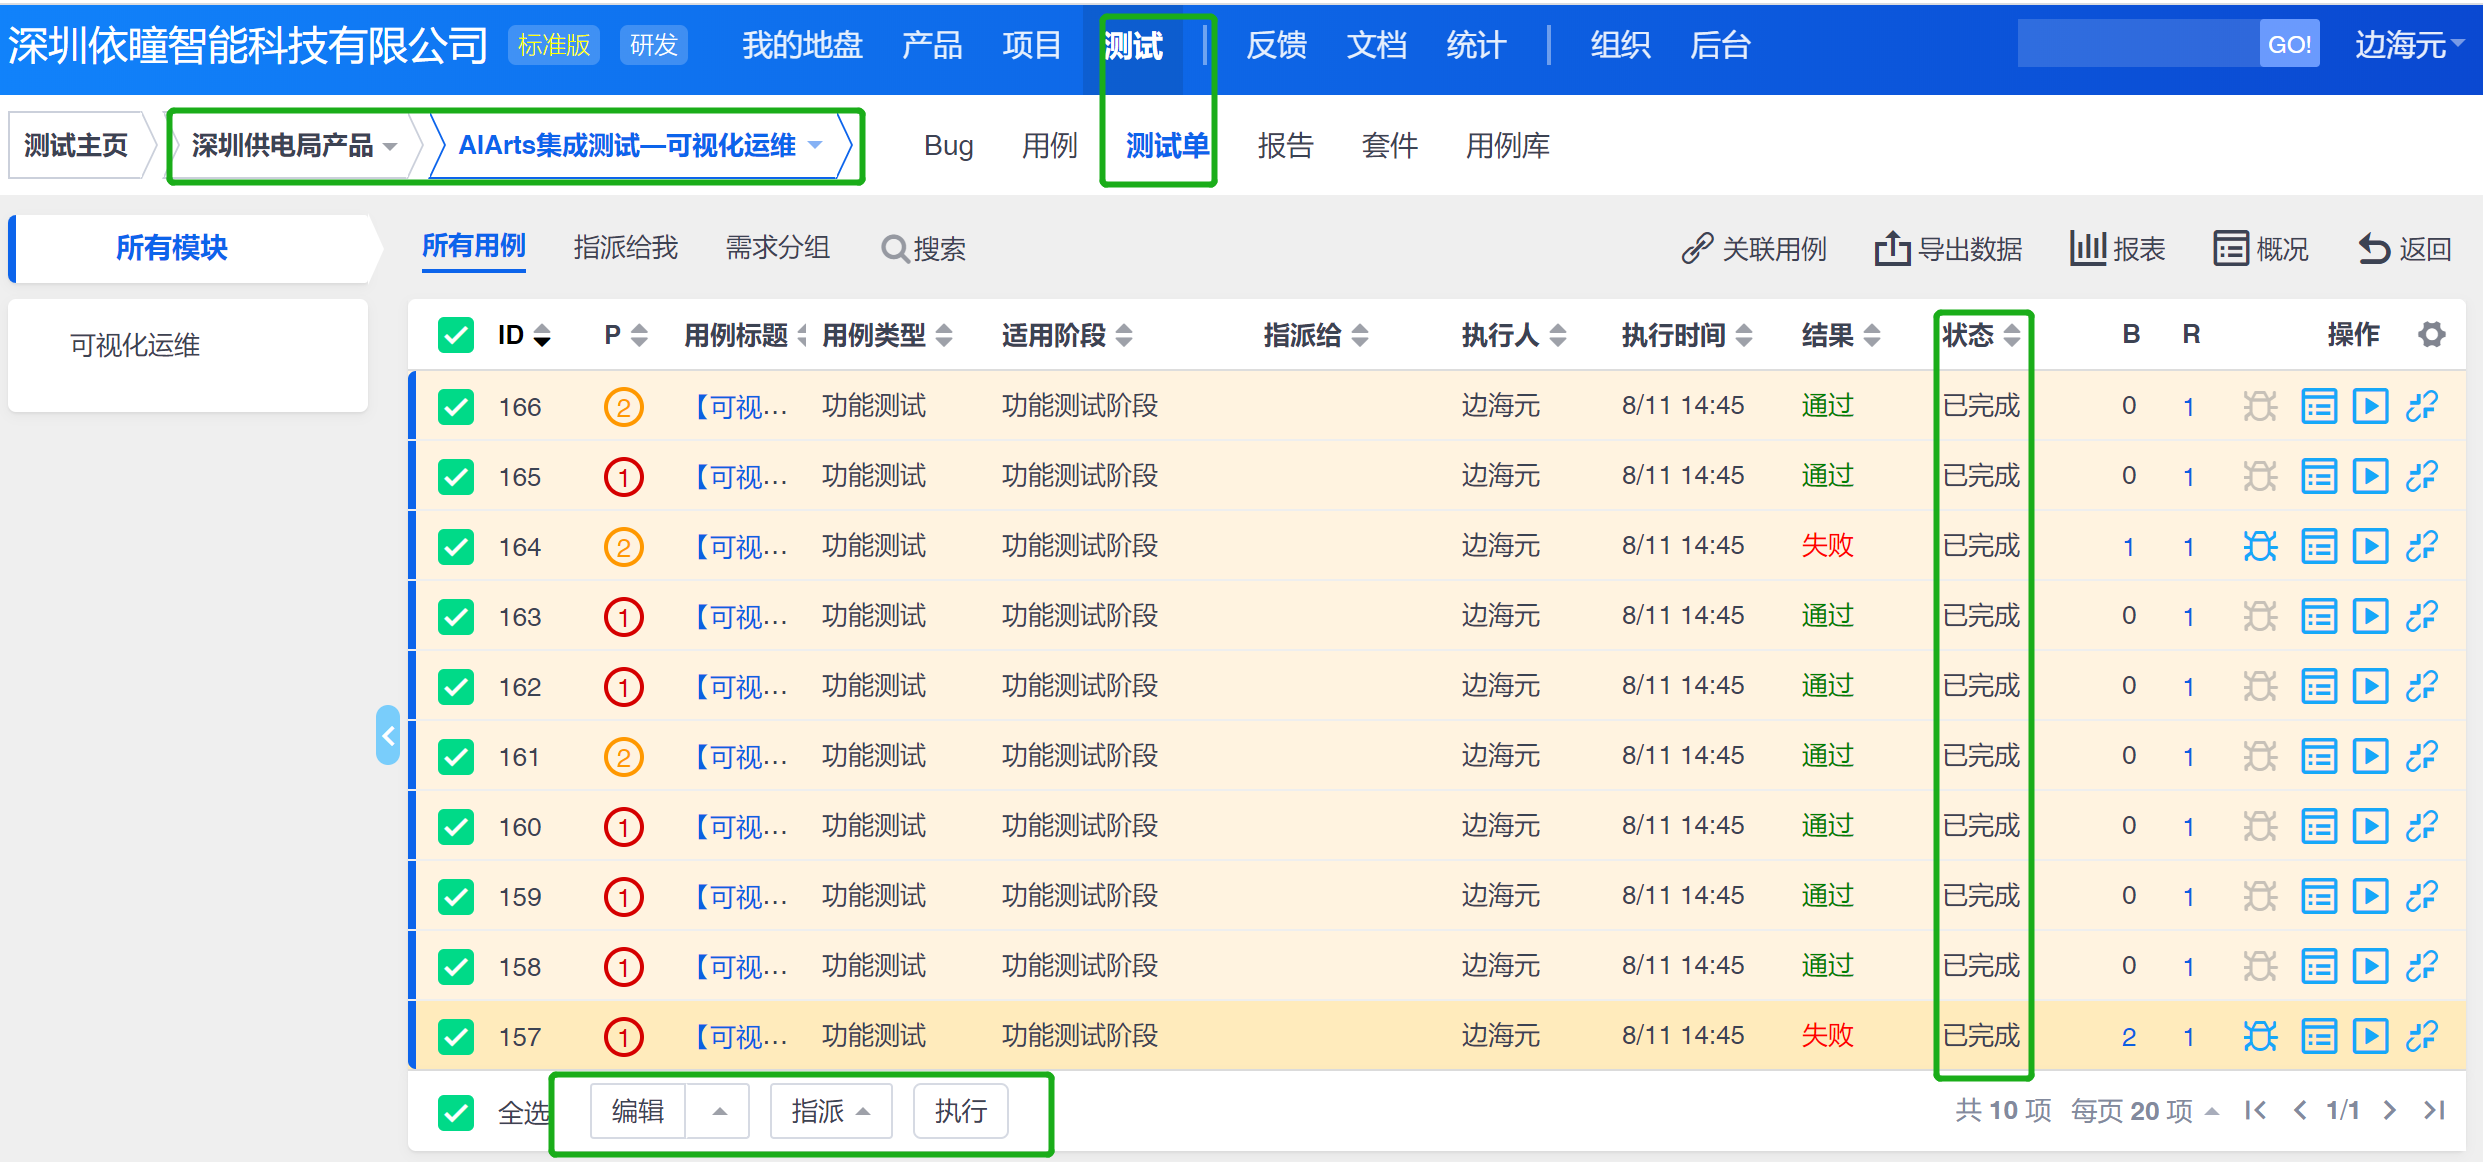 深圳依瞳智能科技有限公司 标准版 研发 我的地盘 产品 项目 测试 反馈 文档 统计 组织 后台 GO! 边海元
测试主页 深圳供电局产品 AIArts集成测试—可视化运维 Bug 用例 测试单 报告 套件 用例库
所有模块 所有用例 指派给我 需求分组 搜索 关联用例 导出数据 报表 概况 返回
可视化运维
ID P 用例标题 用例类型 适用阶段 指派给 执行人 执行时间 结果 状态 B R 操作
166 2 【可视... 功能测试 功能测试阶段 边海元 8/11 14:45 通过 已完成 0 1
165 1 【可视... 功能测试 功能测试阶段 边海元 8/11 14:45 通过 已完成 0 1
164 2 【可视... 功能测试 功能测试阶段 边海元 8/11 14:45 失败 已完成 1 1
163 1 【可视... 功能测试 功能测试阶段 边海元 8/11 14:45 通过 已完成 0 1
162 1 【可视... 功能测试 功能测试阶段 边海元 8/11 14:45 通过 已完成 0 1
161 2 【可视... 功能测试 功能测试阶段 边海元 8/11 14:45 通过 已完成 0 1
160 1 【可视... 功能测试 功能测试阶段 边海元 8/11 14:45 通过 已完成 0 1
159 1 【可视... 功能测试 功能测试阶段 边海元 8/11 14:45 通过 已完成 0 1
158 1 【可视... 功能测试 功能测试阶段 边海元 8/11 14:45 通过 已完成 0 1
157 1 【可视... 功能测试 功能测试阶段 边海元 8/11 14:45 失败 已完成 2 1
全选 编辑 指派 执行 共 10 项 每页 20 项 1/1